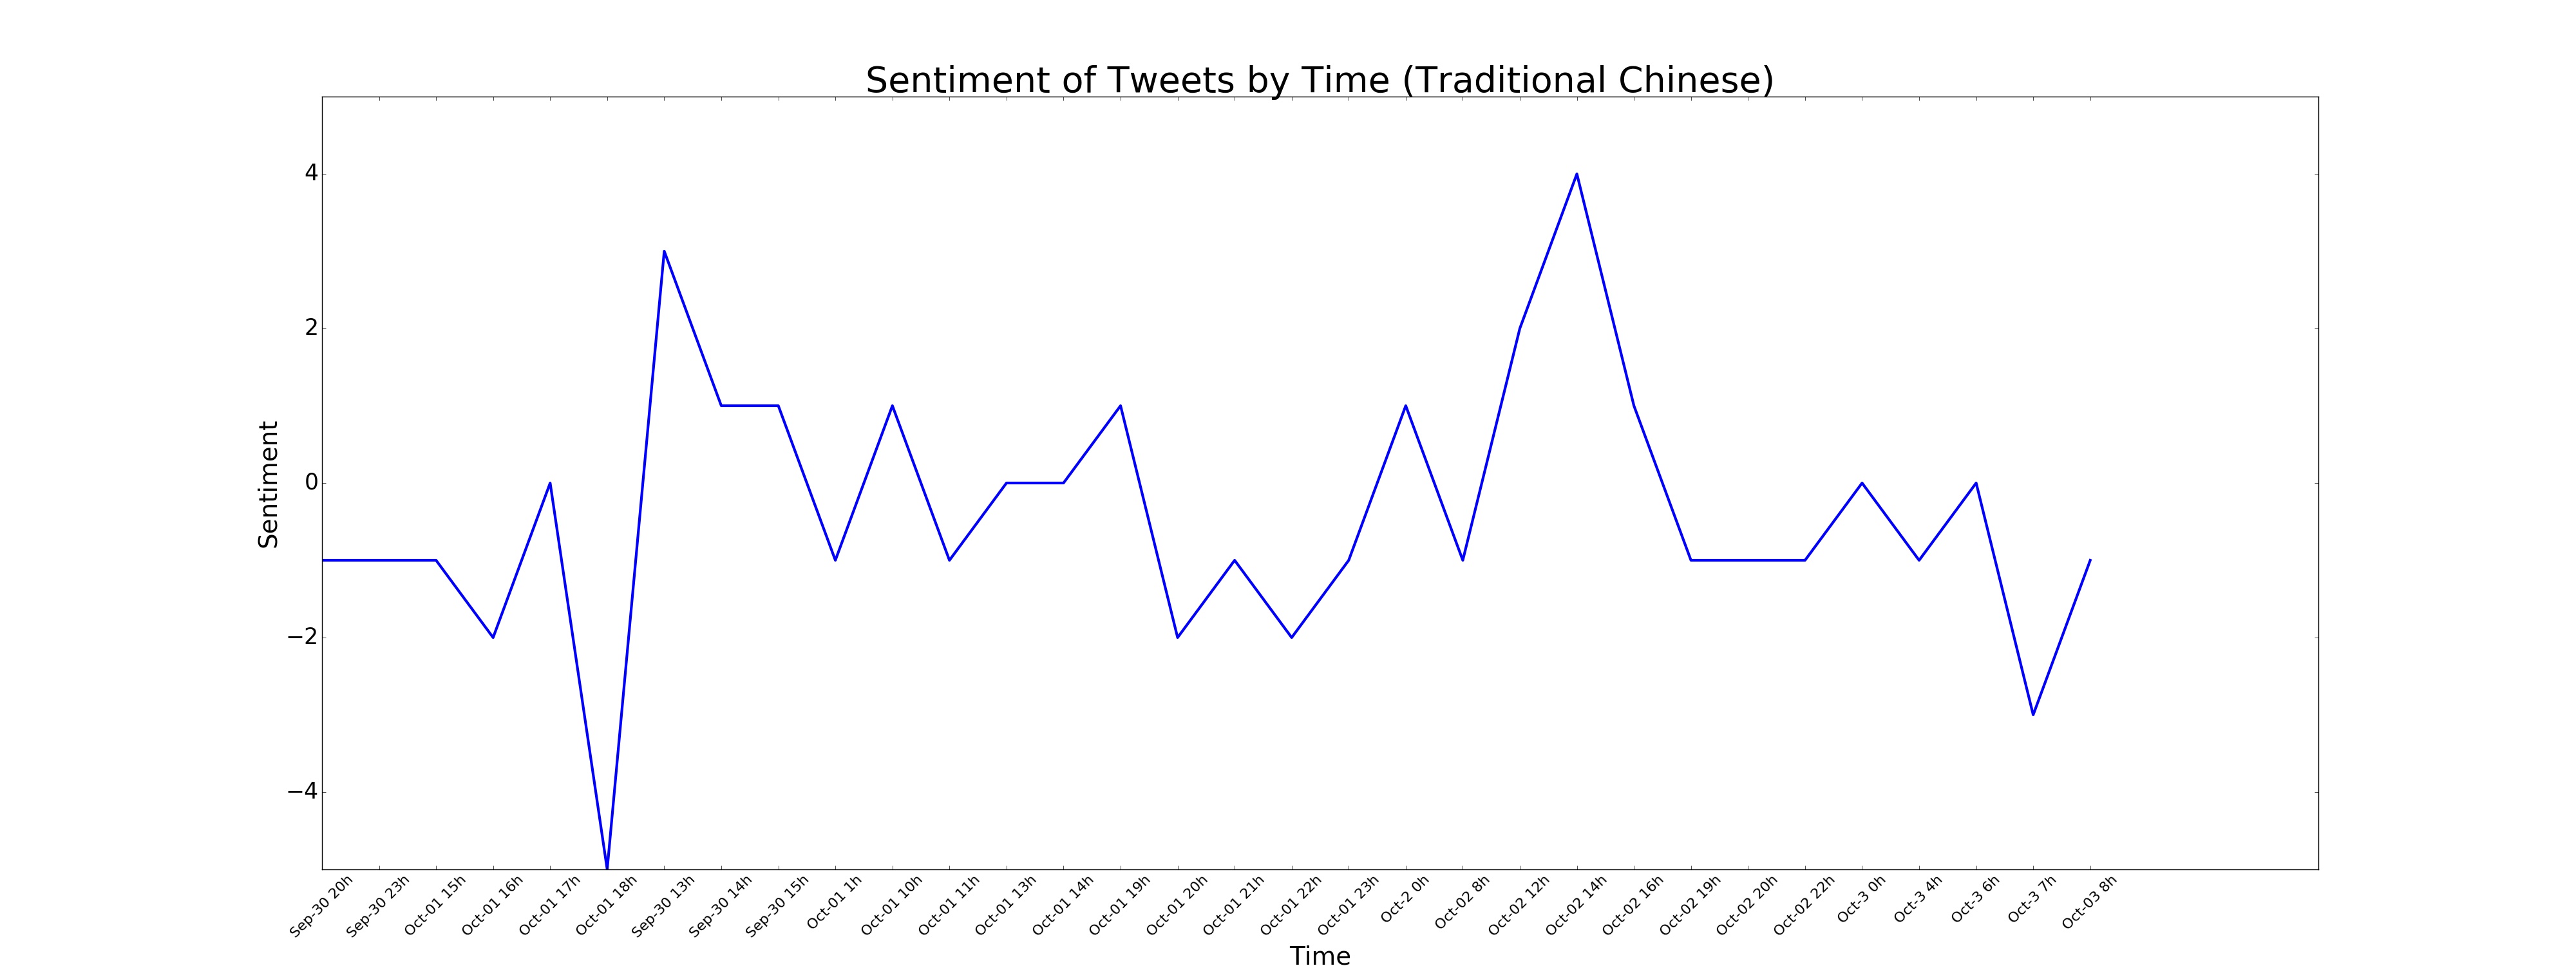 Sentiment of Tweets by Time (Traditional Chinese)
4
2
0
−2
−4
Sentiment
Sep-30 20h
Sep-30 23h
Oct-01 15h
Oct-01 16h
Oct-01 17h
Oct-01 18h
Sep-30 13h
Sep-30 14h
Sep-30 15h
Oct-01 1h
Oct-01 10h
Oct-01 11h
Oct-01 13h
Oct-01 14h
Oct-01 19h
Oct-01 20h
Oct-01 21h
Oct-01 22h
Oct-01 23h
Oct-2 0h
Oct-02 8h
Oct-02 12h
Oct-02 14h
Oct-02 16h
Oct-02 19h
Oct-02 20h
Oct-02 22h
Oct-3 0h
Oct-3 4h
Oct-3 6h
Oct-3 7h
Oct-03 8h
Time